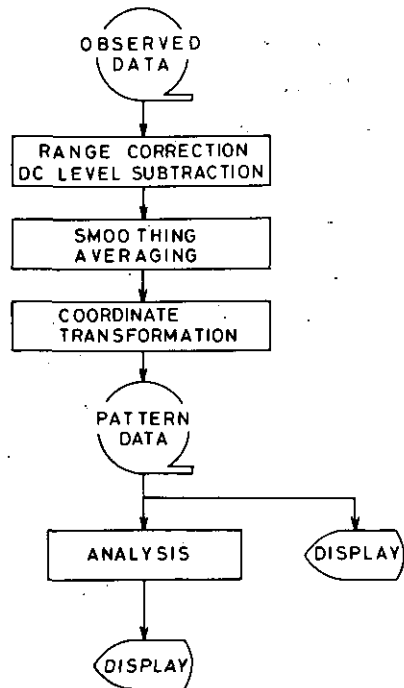 OBSERVED
DATA
RANGE CORRECTION
DC LEVEL SUBTRACTION
SMOOTHING
AVERAGING
COORDINATE
TRANSFORMATION
PATTERN
DATA
ANALYSIS
DISPLAY
DISPLAY